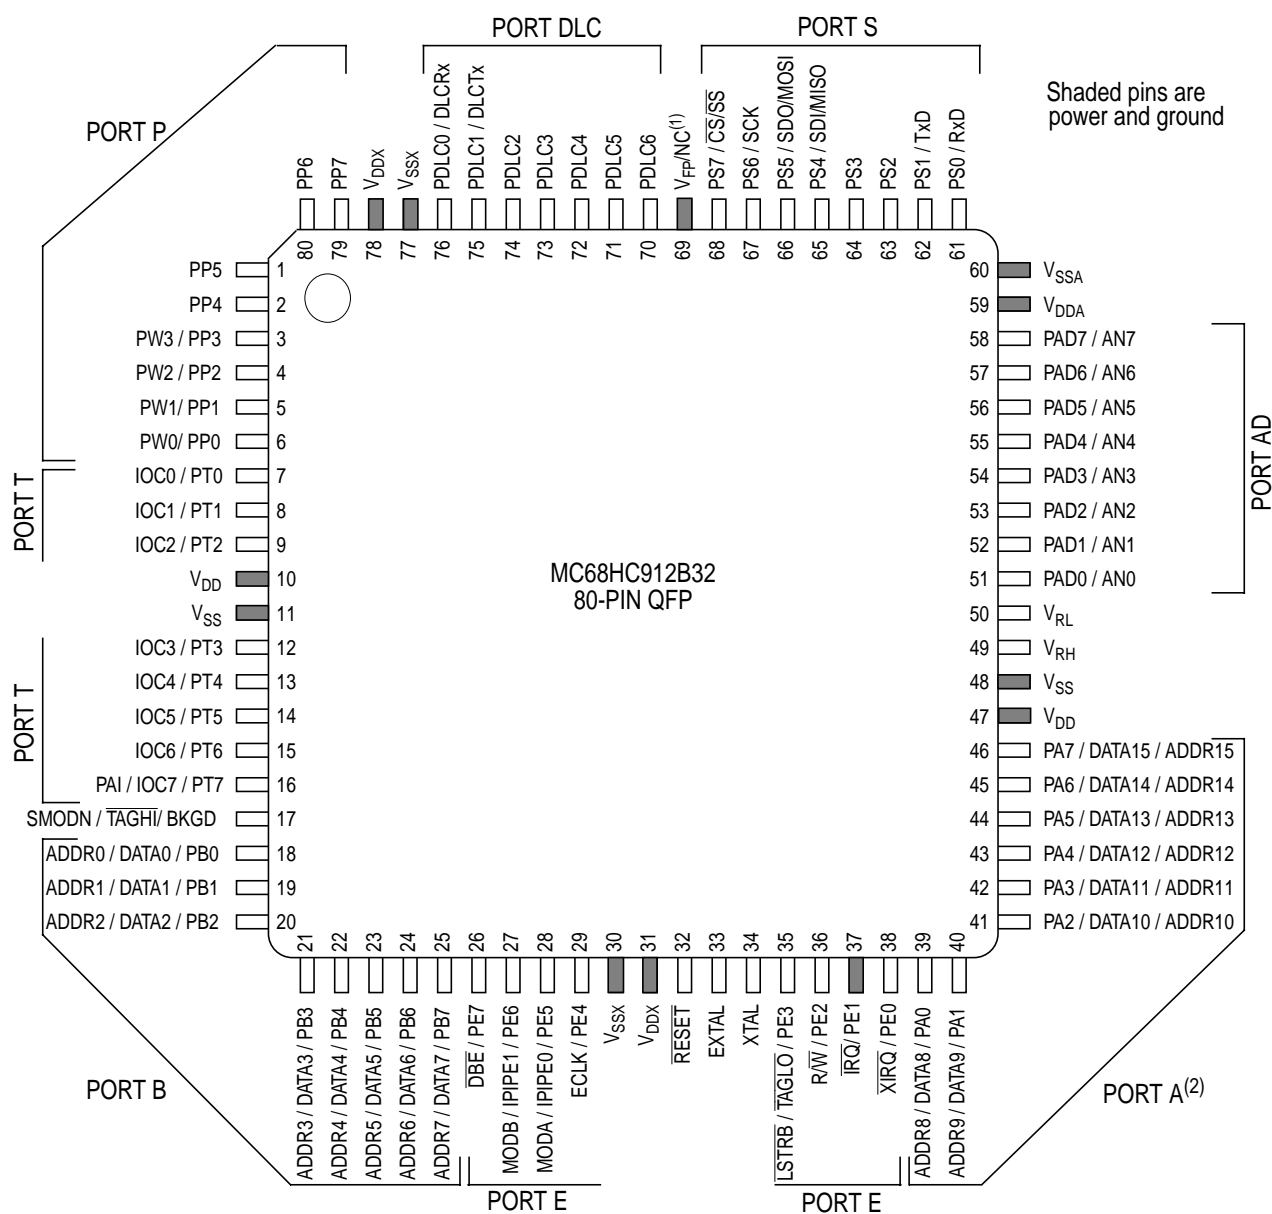 PORT DLC
PORT S
PORT P
Shaded pins are
power and ground
PP6
PP7
VDDX
VSSX
PDLC0 / DLCRx
PDLC1 / DLCTx
PDLC2
PDLC3
PDLC4
PDLC5
PDLC6
VFP/NC(1)
PS7 / CS/SS
PS6 / SCK
PS5 / SDO/MOSI
PS4 / SDI/MISO
PS3
PS2
PS1 / TxD
PS0 / RxD
80
79
78
77
76
75
74
73
72
71
70
69
68
67
66
65
64
63
62
61
PP5 1
PP4 2
PW3 / PP3 3
PW2 / PP2 4
PW1/ PP1 5
PW0/ PP0 6
IOC0 / PT0 7
IOC1 / PT1 8
IOC2 / PT2 9
VDD 10
VSS 11
IOC3 / PT3 12
IOC4 / PT4 13
IOC5 / PT5 14
IOC6 / PT6 15
PAI / IOC7 / PT7 16
SMODN / TAGHI/ BKGD 17
ADDR0 / DATA0 / PB0 18
ADDR1 / DATA1 / PB1 19
ADDR2 / DATA2 / PB2 20
PORT T
PORT T
MC68HC912B32
80-PIN QFP
60 VSSA
59 VDDA
58 PAD7 / AN7
57 PAD6 / AN6
56 PAD5 / AN5
55 PAD4 / AN4
54 PAD3 / AN3
53 PAD2 / AN2
52 PAD1 / AN1
51 PAD0 / AN0
50 VRL
49 VRH
48 VSS
47 VDD
46 PA7 / DATA15 / ADDR15
45 PA6 / DATA14 / ADDR14
44 PA5 / DATA13 / ADDR13
43 PA4 / DATA12 / ADDR12
42 PA3 / DATA11 / ADDR11
41 PA2 / DATA10 / ADDR10
PORT AD
21
22
23
24
25
26
27
28
29
30
31
32
33
34
35
36
37
38
39
40
ADDR3 / DATA3 / PB3
ADDR4 / DATA4 / PB4
ADDR5 / DATA5 / PB5
ADDR6 / DATA6 / PB6
ADDR7 / DATA7 / PB7
DBE / PE7
MODB / IPIPE1 / PE6
MODA / IPIPE0 / PE5
ECLK / PE4
VSSX
VDDX
RESET
EXTAL
XTAL
LSTRB / TAGLO / PE3
R/W / PE2
IRQ/ PE1
XIRQ / PE0
ADDR8 / DATA8 / PA0
ADDR9 / DATA9 / PA1
PORT B
PORT A(2)
PORT E
PORT E